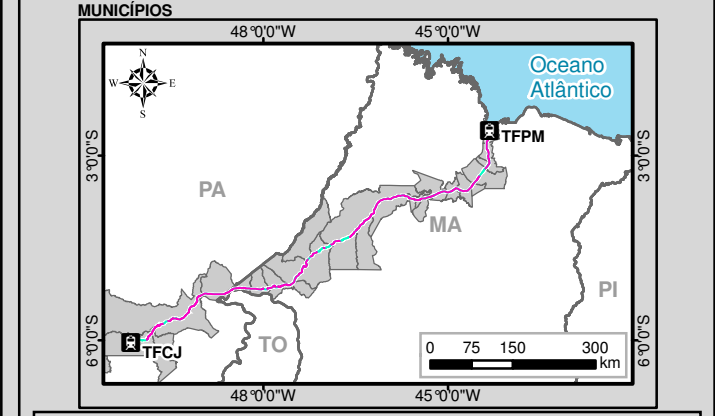 MUNICÍPIOS
48°0'0"W 45°0'0"W
N
W E
S
Oceano
Atlântico
TFPM
3°0'0"S 3°0'0"S
PA
MA
PI
6°0'0"S 6°0'0"S
TFCJ
TO
0 75 150 300
km
48°0'0"W 45°0'0"W